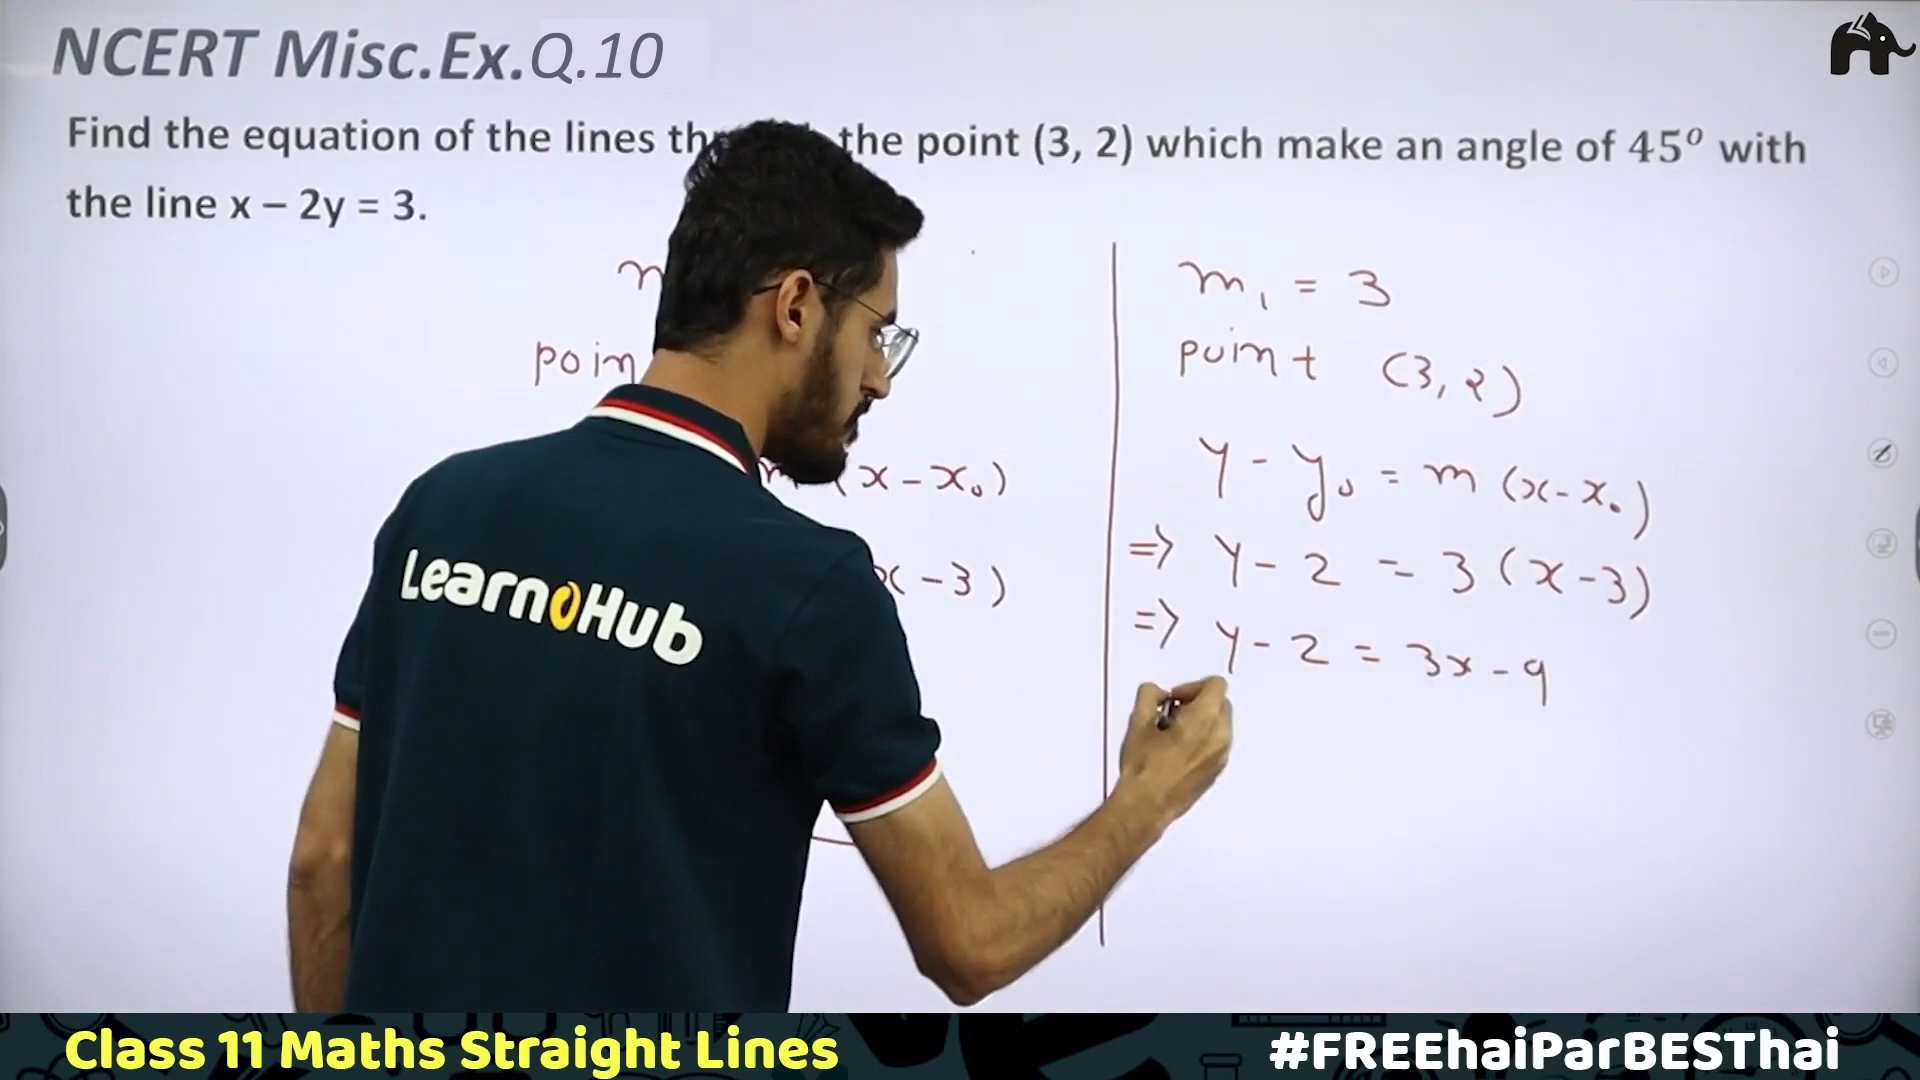 NCERT Misc.Ex.Q.10
Find the equation of the lines the point (3, 2) which make an angle of 45º with
the line x – 2y = 3.
poin
(x - x₀)
x - 3)
m₁ = 3
point (3, 2)
y - y₀ = m (x - x₀)
=> y - 2 = 3 (x - 3)
=> y - 2 = 3x - 9
LearnoHub
Class 11 Maths Straight Lines
#FREEhaiParBESThai